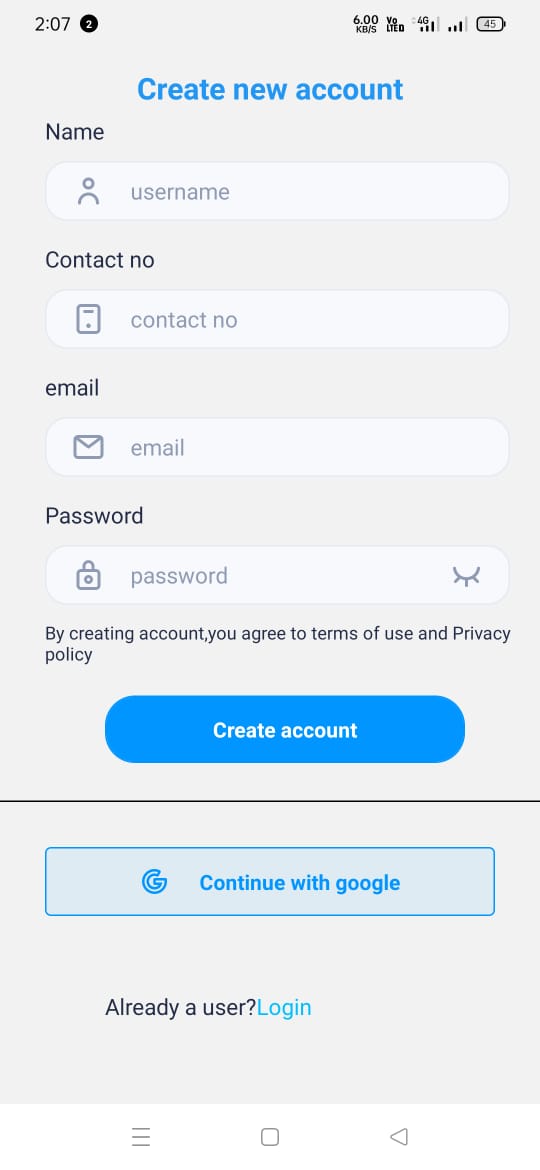 2:07 2 6.00 KB/S Vo LTED 4G 45
Create new account
Name
username
Contact no
contact no
email
email
Password
password
By creating account,you agree to terms of use and Privacy
policy
Create account
Continue with google
Already a user?Login